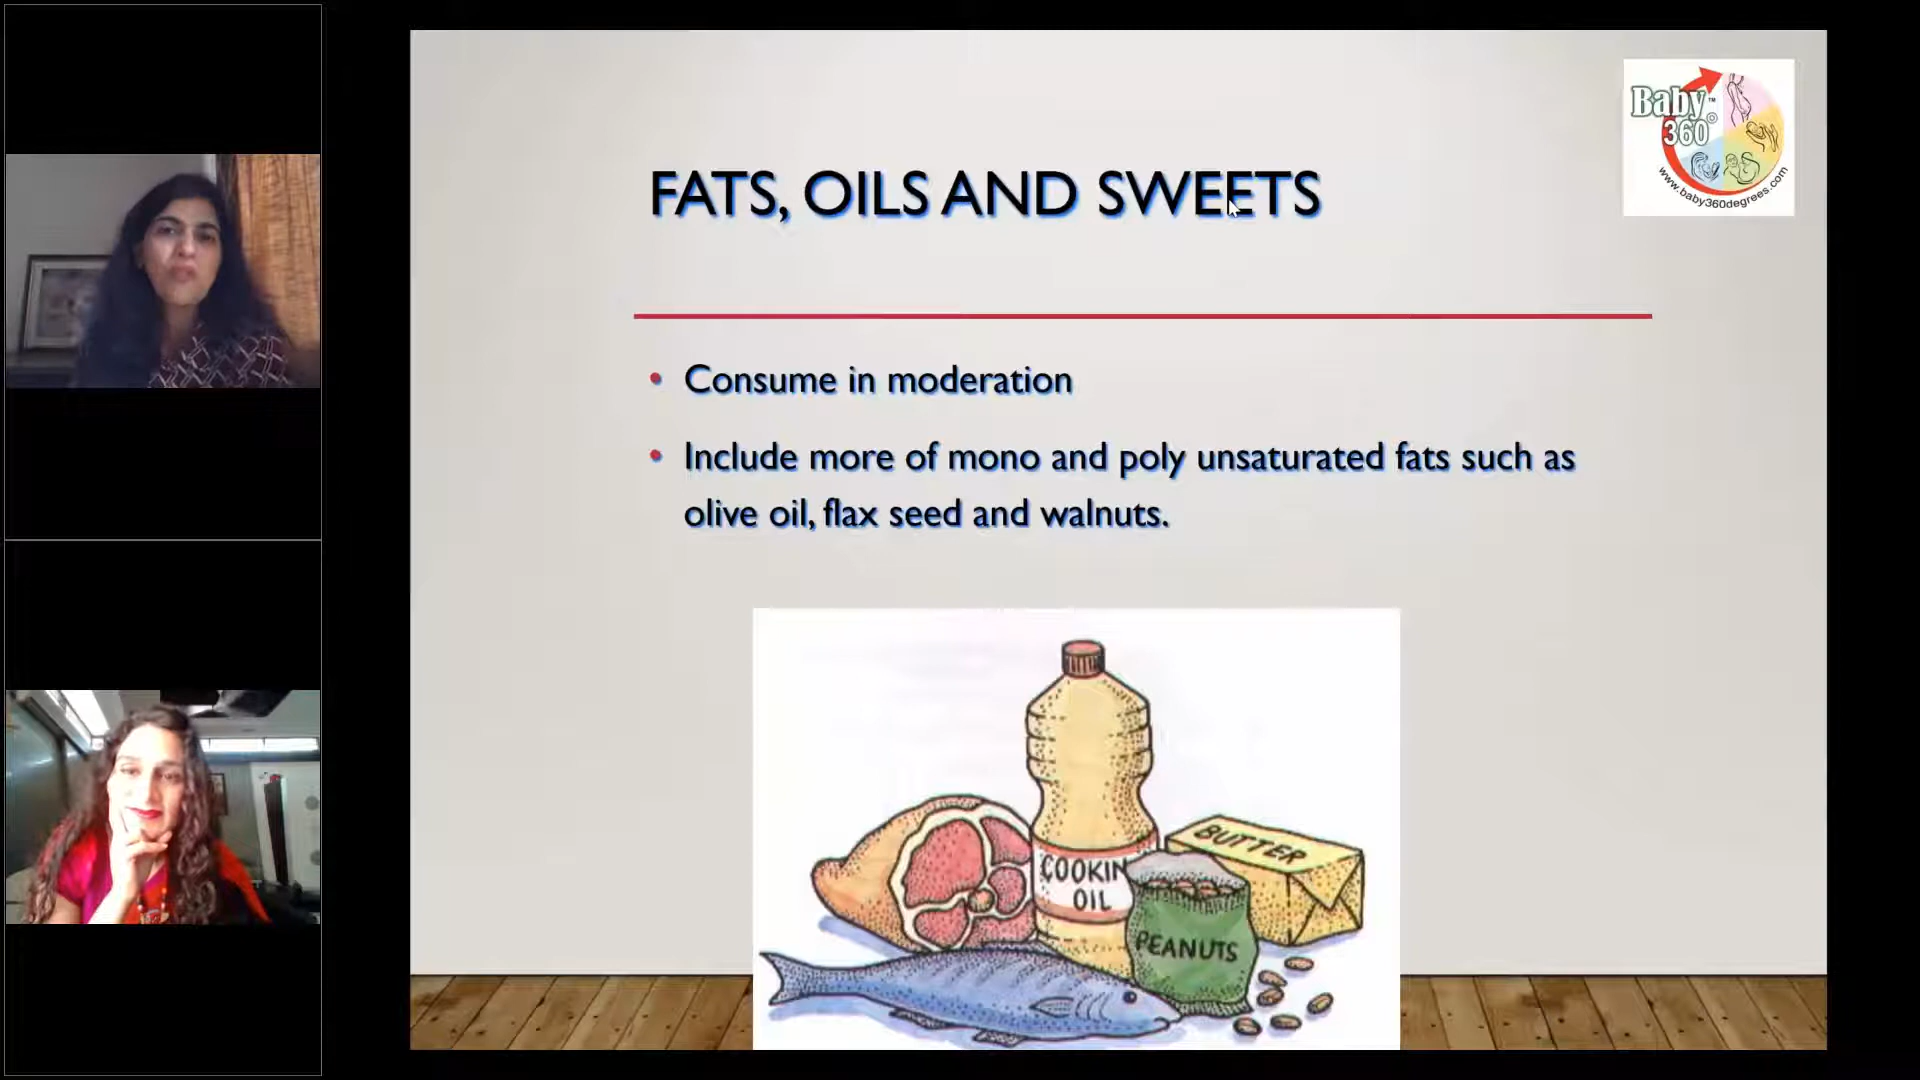 Baby™
360°
www.baby360degrees.com
FATS, OILS AND SWEETS
• Consume in moderation
• Include more of mono and poly unsaturated fats such as
olive oil, flax seed and walnuts.
BUTTER
COOKIN
OIL
PEANUTS